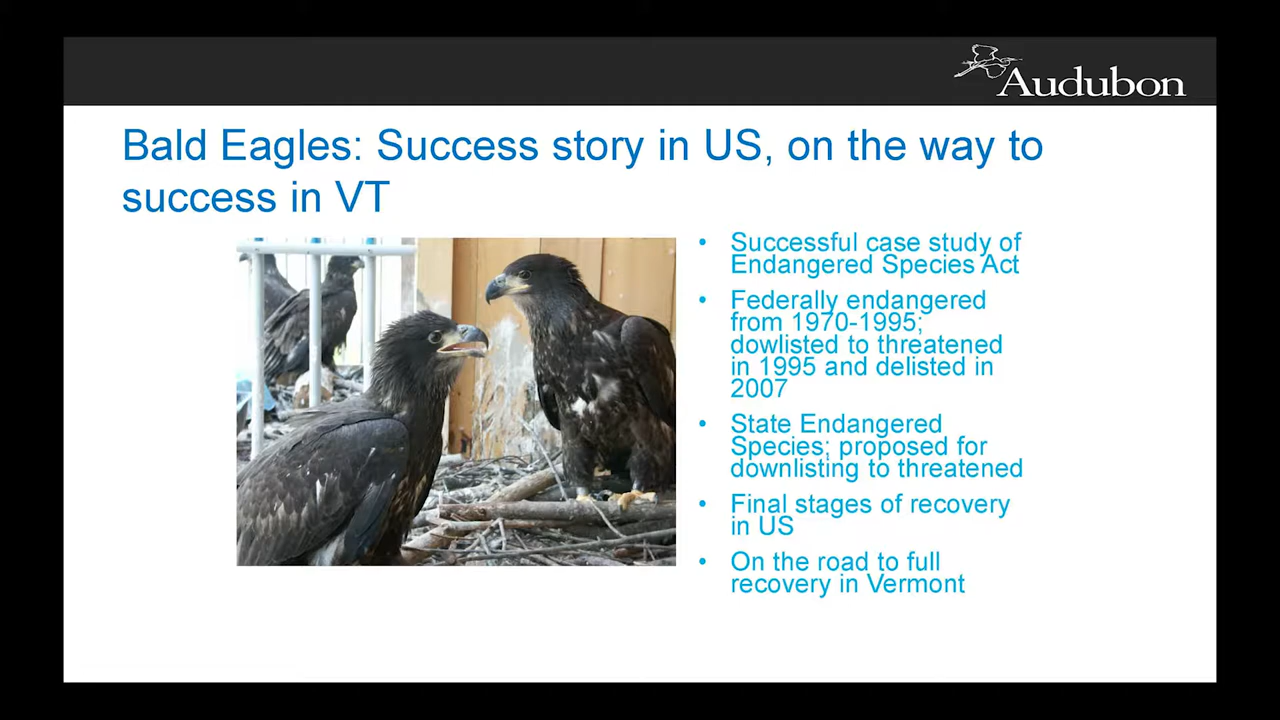 Audubon
Bald Eagles: Success story in US, on the way to
success in VT
• Successful case study of
Endangered Species Act
• Federally endangered
from 1970-1995;
dowlisted to threatened
in 1995 and delisted in
2007
• State Endangered
Species; proposed for
downlisting to threatened
• Final stages of recovery
in US
• On the road to full
recovery in Vermont